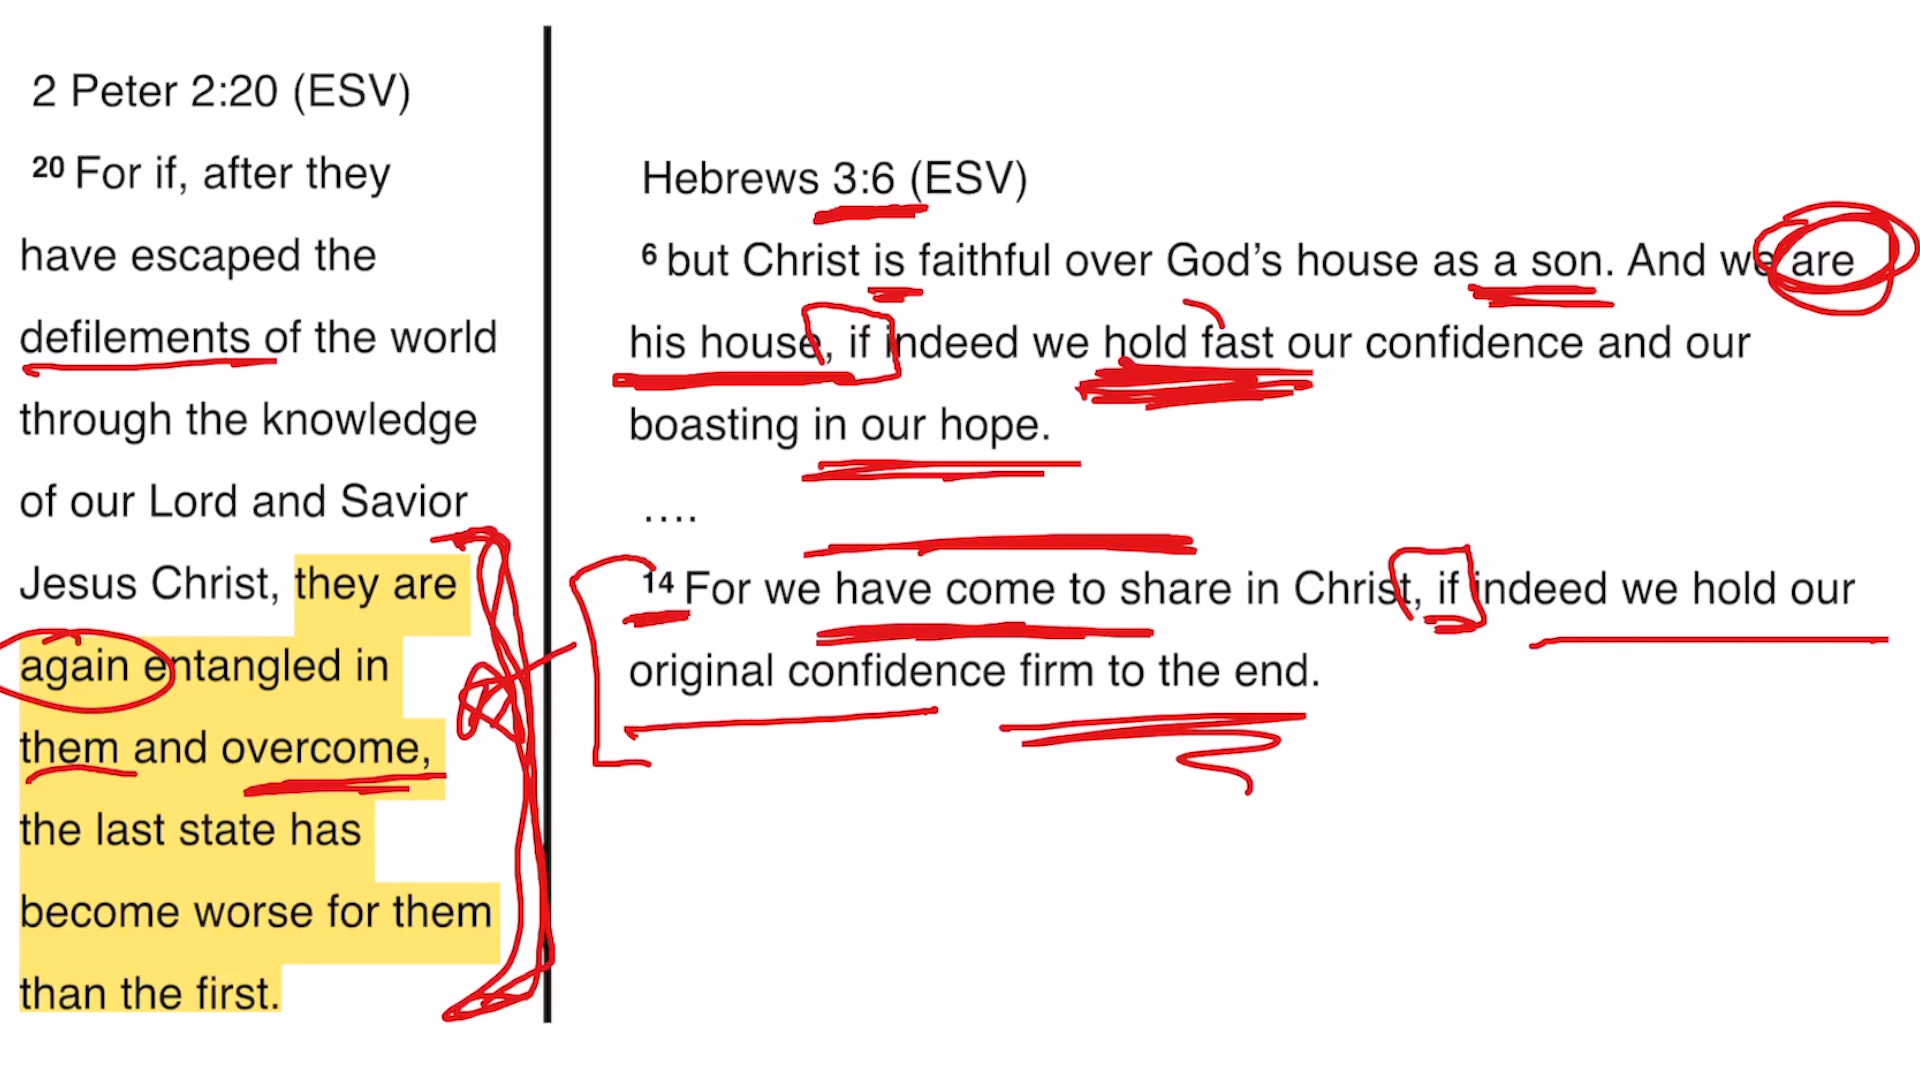 2 Peter 2:20 (ESV)
20 For if, after they
have escaped the
defilements of the world
through the knowledge
of our Lord and Savior
Jesus Christ, they are
again entangled in
them and overcome,
the last state has
become worse for them
than the first.
Hebrews 3:6 (ESV)
6 but Christ is faithful over God’s house as a son. And we are
his house, if indeed we hold fast our confidence and our
boasting in our hope.
....
14 For we have come to share in Christ, if indeed we hold our
original confidence firm to the end.